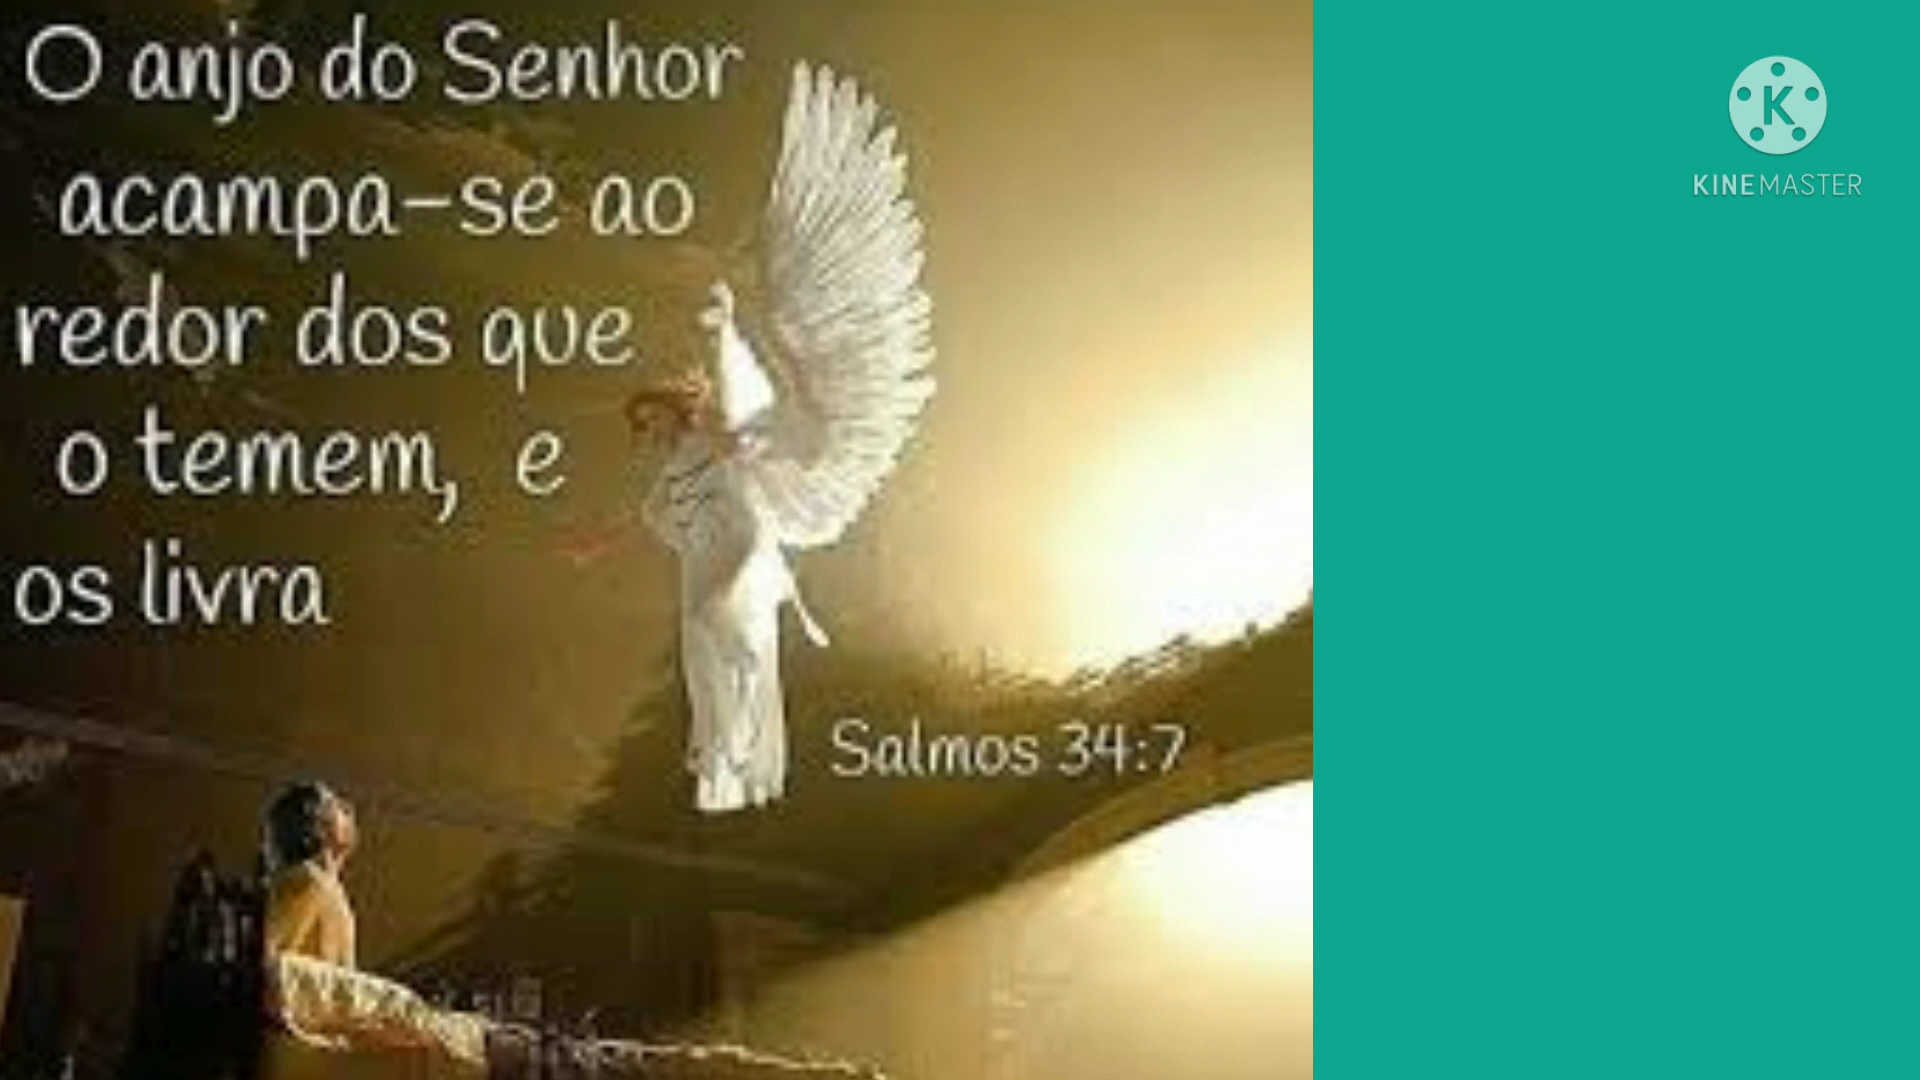 O anjo do Senhor
acampa-se ao
redor dos que
o temem, e
os livra
Salmos 34:7
K
KINEMASTER